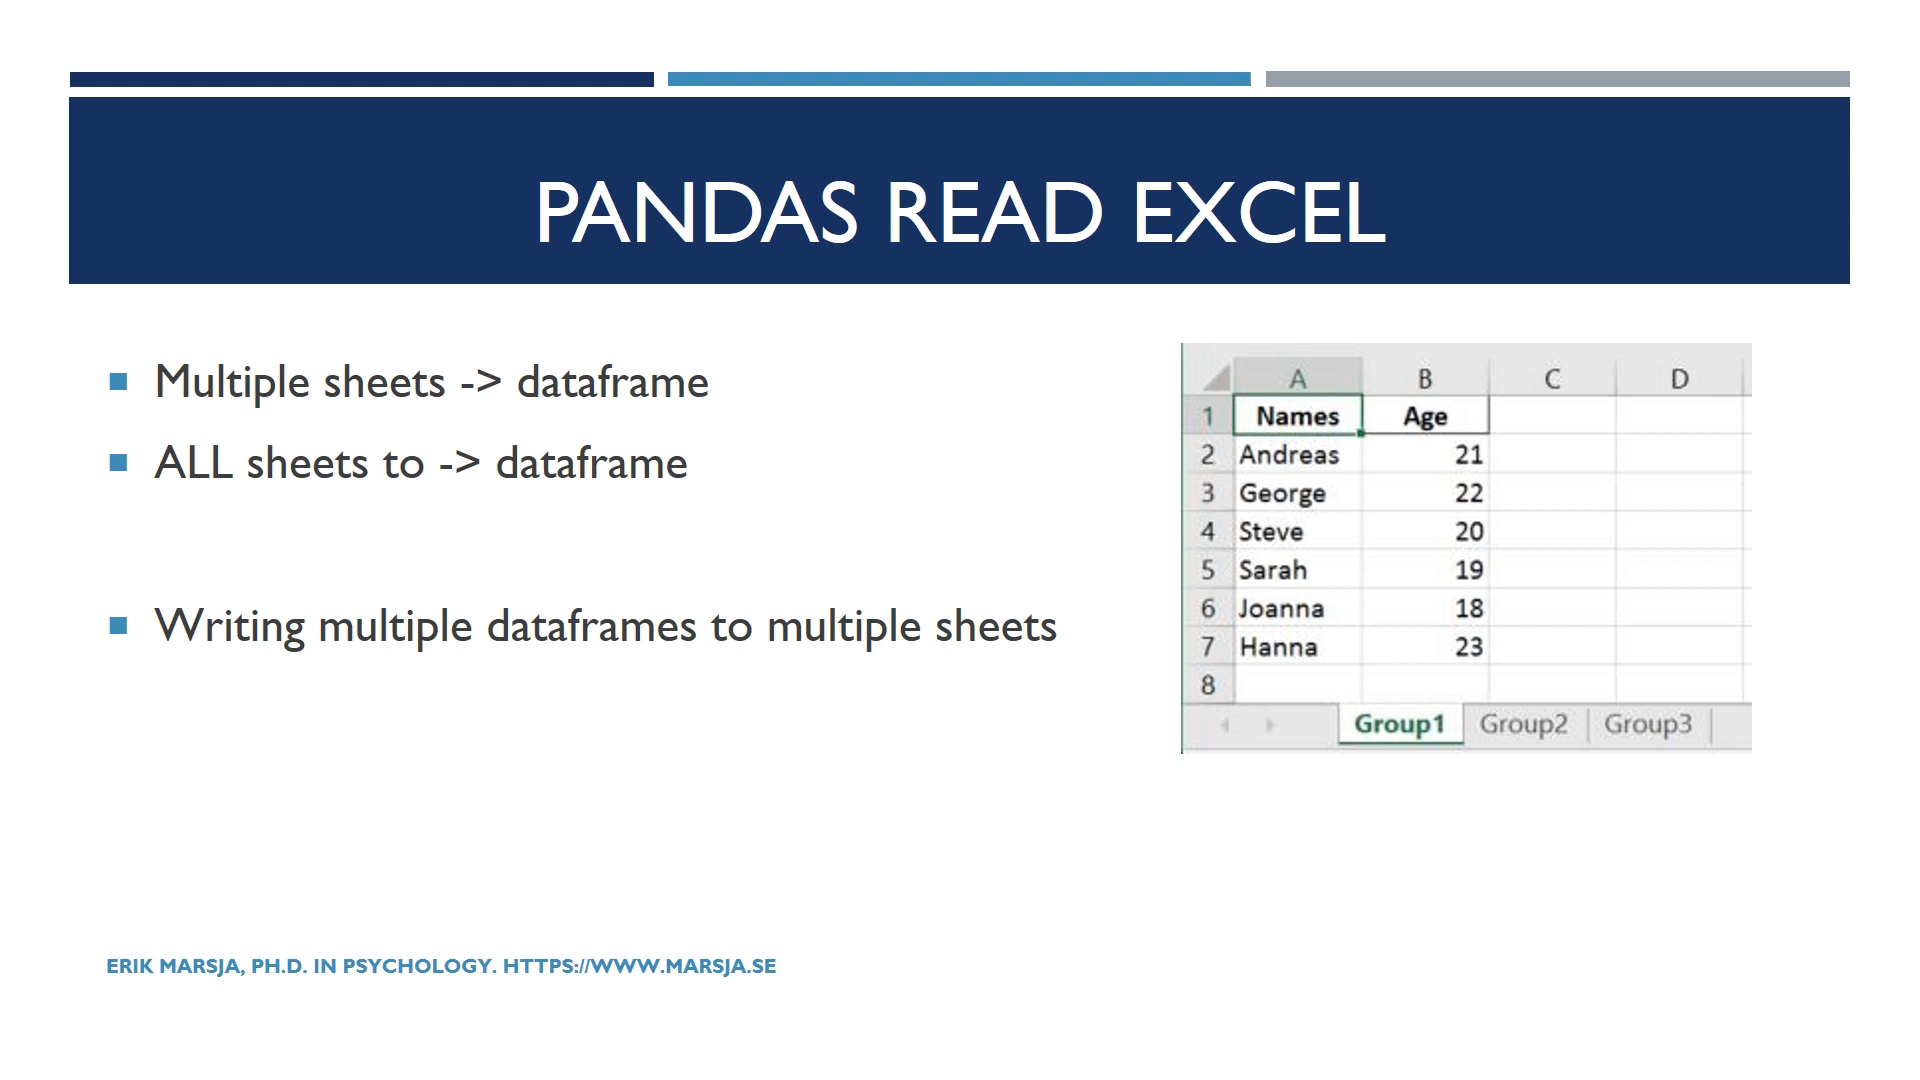 PANDAS READ EXCEL
Multiple sheets -> dataframe
ALL sheets to -> dataframe
Writing multiple dataframes to multiple sheets
A B C D
1 Names Age
2 Andreas 21
3 George 22
4 Steve 20
5 Sarah 19
6 Joanna 18
7 Hanna 23
8
Group1 Group2 Group3
ERIK MARSJA, PH.D. IN PSYCHOLOGY. HTTPS://WWW.MARSJA.SE